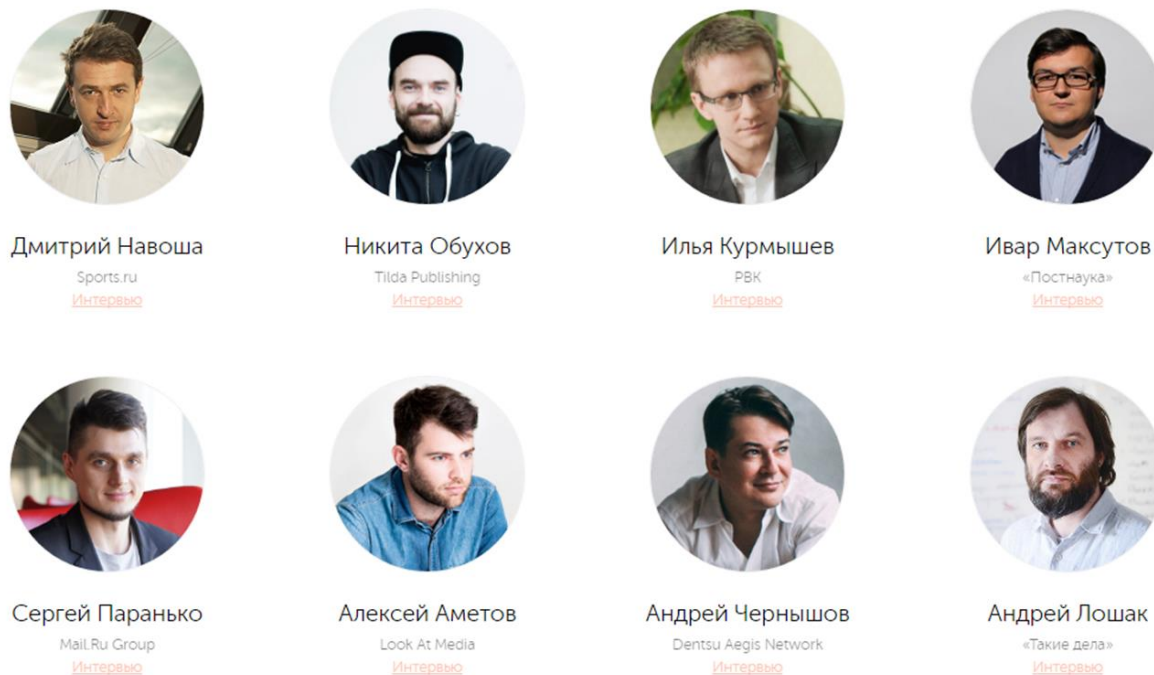 Дмитрий Навоша
Sports.ru
Интервью
Никита Обухов
Tilda Publishing
Интервью
Илья Курмышев
РВК
Интервью
Ивар Максутов
«Постнаука»
Интервью
Сергей Паранько
Mail.Ru Group
Интервью
Алексей Аметов
Look At Media
Интервью
Андрей Чернышов
Dentsu Aegis Network
Интервью
Андрей Лошак
«Такие дела»
Интервью